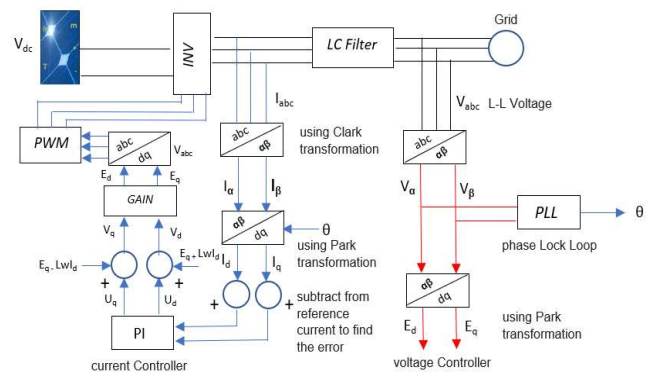 Grid
V_dc
m
T
INV
LC Filter
I_abc
V_abc
L-L Voltage
PWM
abc
dq
V_abc
abc
αβ
using Clark
transformation
abc
αβ
E_d
E_q
GAIN
I_α
I_β
V_α
V_β
PLL
θ
phase Lock Loop
V_q
V_d
αβ
dq
θ
using Park
transformation
E_q - LwI_d
E_q + LwI_d
I_d
I_q
+
+
+
+
U_q
U_d
subtract from
reference
current to find
the error
αβ
dq
using Park
transformation
PI
current Controller
E_d
E_q
voltage Controller